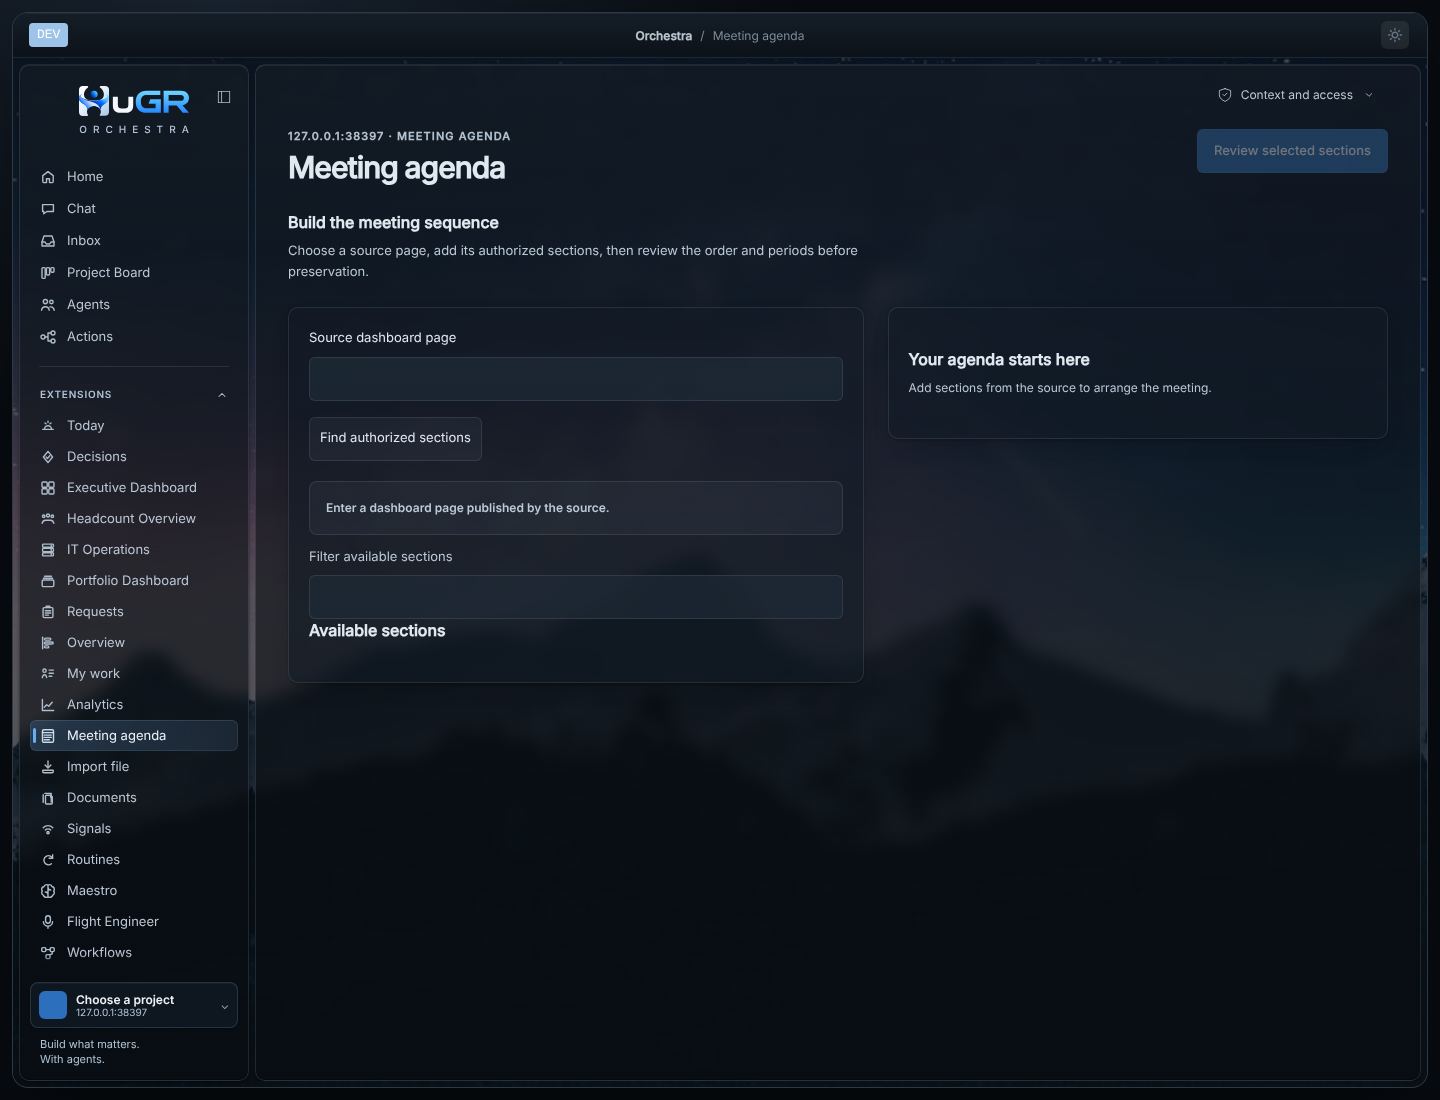 DEV
Orchestra / Meeting agenda
HuGR
ORCHESTRA
Home
Chat
Inbox
Project Board
Agents
Actions
EXTENSIONS
Today
Decisions
Executive Dashboard
Headcount Overview
IT Operations
Portfolio Dashboard
Requests
Overview
My work
Analytics
Meeting agenda
Import file
Documents
Signals
Routines
Maestro
Flight Engineer
Workflows
Choose a project
127.0.0.1:38397
Build what matters.
With agents.
Context and access
127.0.0.1:38397 · MEETING AGENDA
Meeting agenda
Review selected sections
Build the meeting sequence
Choose a source page, add its authorized sections, then review the order and periods before
preservation.
Source dashboard page
Find authorized sections
Enter a dashboard page published by the source.
Filter available sections
Available sections
Your agenda starts here
Add sections from the source to arrange the meeting.